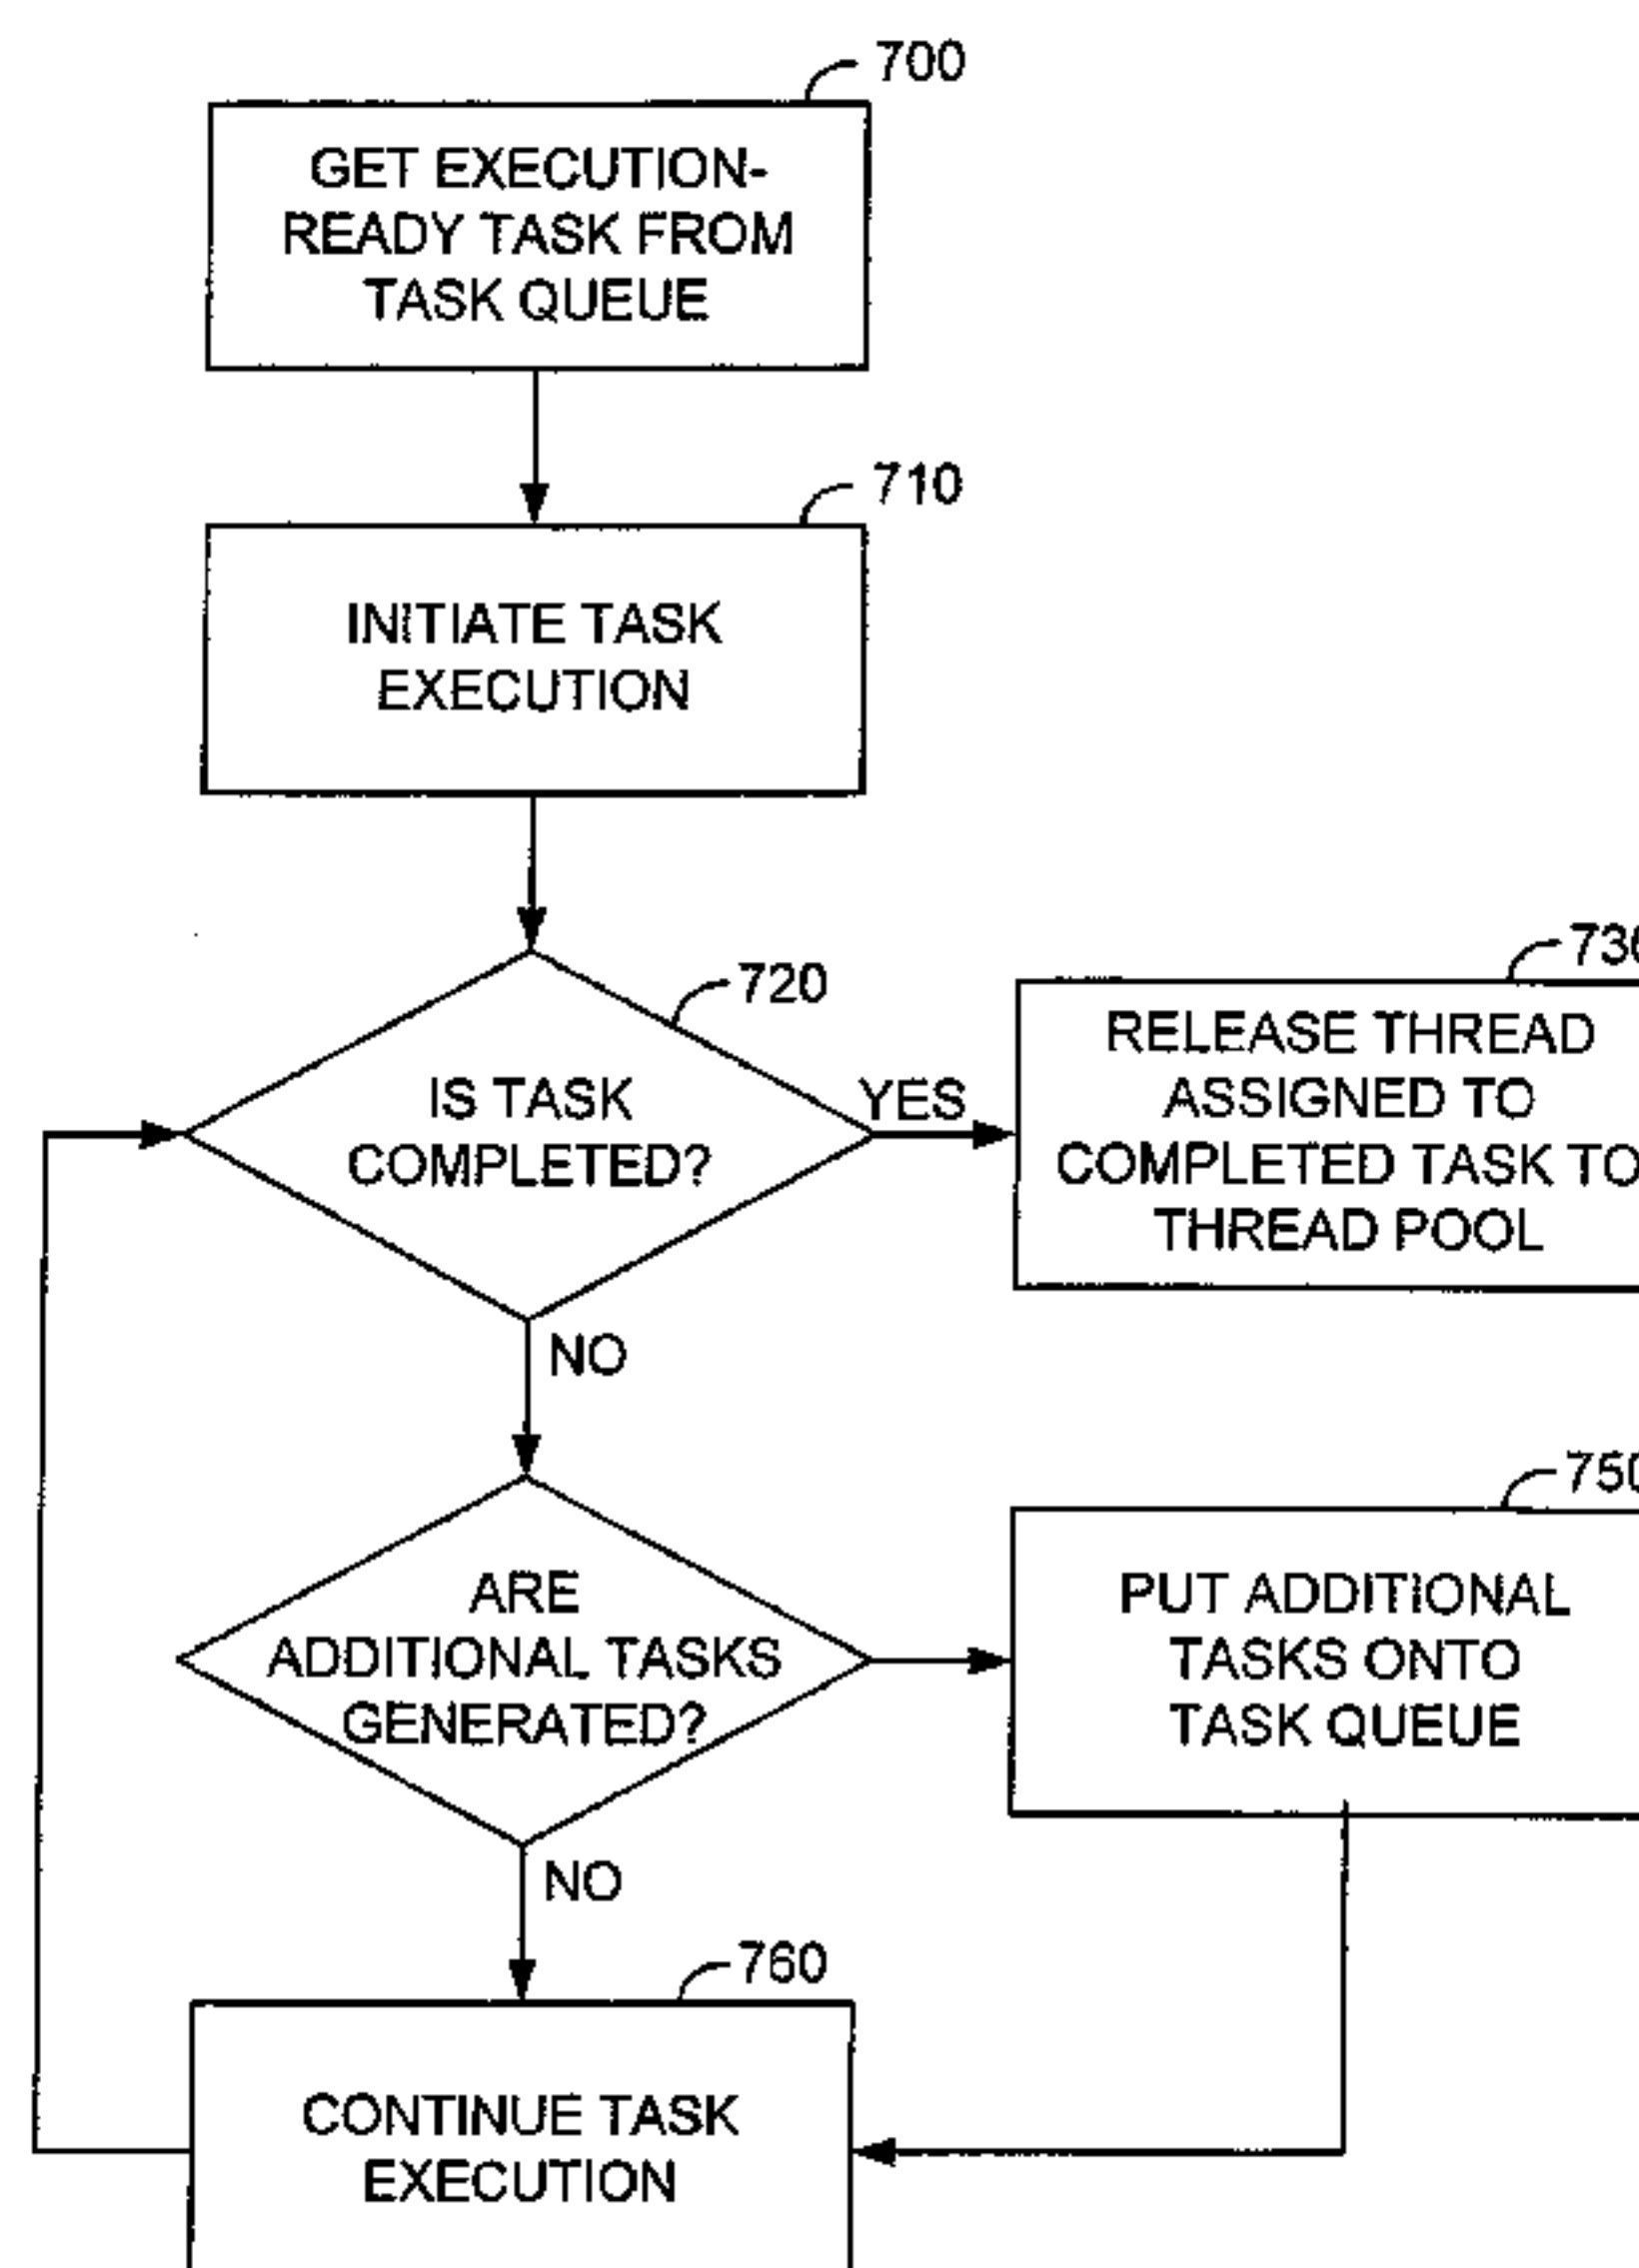 700
GET EXECUTION-
READY TASK FROM
TASK QUEUE
710
INITIATE TASK
EXECUTION
720
IS TASK
COMPLETED?
YES
730
RELEASE THREAD
ASSIGNED TO
COMPLETED TASK TO
THREAD POOL
NO
ARE
ADDITIONAL TASKS
GENERATED?
750
PUT ADDITIONAL
TASKS ONTO
TASK QUEUE
NO
760
CONTINUE TASK
EXECUTION